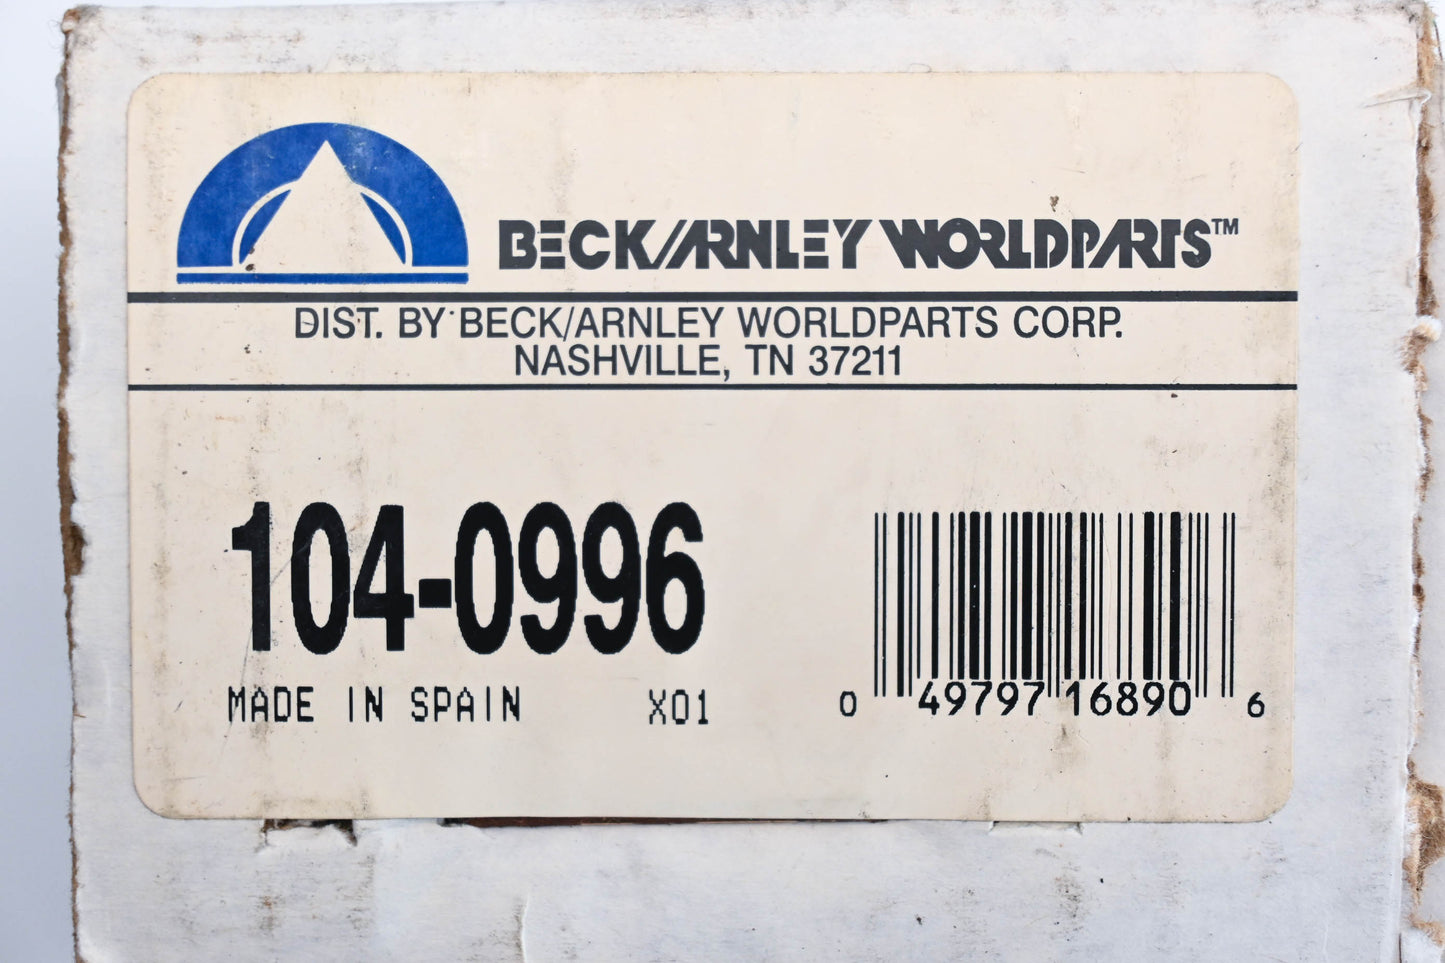 BECK/ARNLEY WORLDPARTS™
DIST. BY BECK/ARNLEY WORLDPARTS CORP.
NASHVILLE, TN 37211
104-0996
MADE IN SPAIN X01
0 49797 16890 6